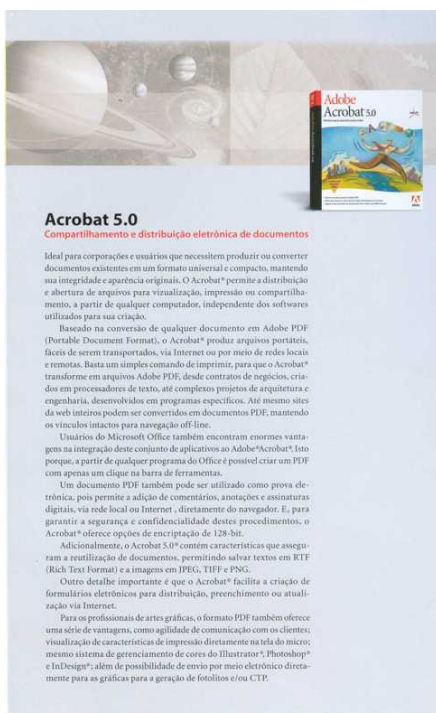 Adobe
Acrobat 5.0
Acrobat 5.0
Compartilhamento e distribuição eletrônica de documentos
Ideal para corporações e usuários que necessitem produzir ou converter
documentos existentes em um formato universal e compacto, mantendo
sua integridade e aparência originais. O Acrobat® permite a distribuição
e abertura de arquivos para vizualização, impressão ou compartilha-
mento, a partir de qualquer computador, independente dos softwares
utilizados para sua criação.
Baseado na conversão de qualquer documento em Adobe PDF
(Portable Document Format), o Acrobat® produz arquivos portáteis,
fáceis de serem transportados, via Internet ou por meio de redes locais
e remotas. Basta um simples comando de imprimir, para que o Acrobat®
transforme em arquivos Adobe PDF, desde contratos de negócios, cria-
dos em processadores de texto, até complexos projetos de arquitetura e
engenharia, desenvolvidos em programas específicos. Até mesmo sites
da web inteiros podem ser convertidos em documentos PDF, mantendo
os vínculos intactos para navegação off-line.
Usuários do Microsoft Office também encontram enormes vanta-
gens na integração deste conjunto de aplicativos ao Adobe®Acrobat®. Isto
porque, a partir de qualquer programa do Office é possível criar um PDF
com apenas um clique na barra de ferramentas.
Um documento PDF também pode ser utilizado como prova ele-
trônica, pois permite a adição de comentários, anotações e assinaturas
digitais, via rede local ou Internet , diretamente do navegador. E, para
garantir a segurança e confidencialidade destes procedimentos, o
Acrobat® oferece opções de encriptação de 128-bit.
Adicionalmente, o Acrobat 5.0® contém características que assegu-
ram a reutilização de documentos, permitindo salvar textos em RTF
(Rich Text Format) e a imagens em JPEG, TIFF e PNG.
Outro detalhe importante é que o Acrobat® facilita a criação de
formulários eletrônicos para distribuição, preenchimento ou atuali-
zação via Internet.
Para os profissionais de artes gráficas, o formato PDF também oferece
uma série de vantagens, como agilidade de comunicação com os clientes;
visualização de características de impressão diretamente na tela do micro;
mesmo sistema de gerenciamento de cores do Illustrator®, Photoshop®
e InDesign®; além de possibilidade de envio por meio eletrônico direta-
mente para as gráficas para a geração de fotolitos e/ou CTP.